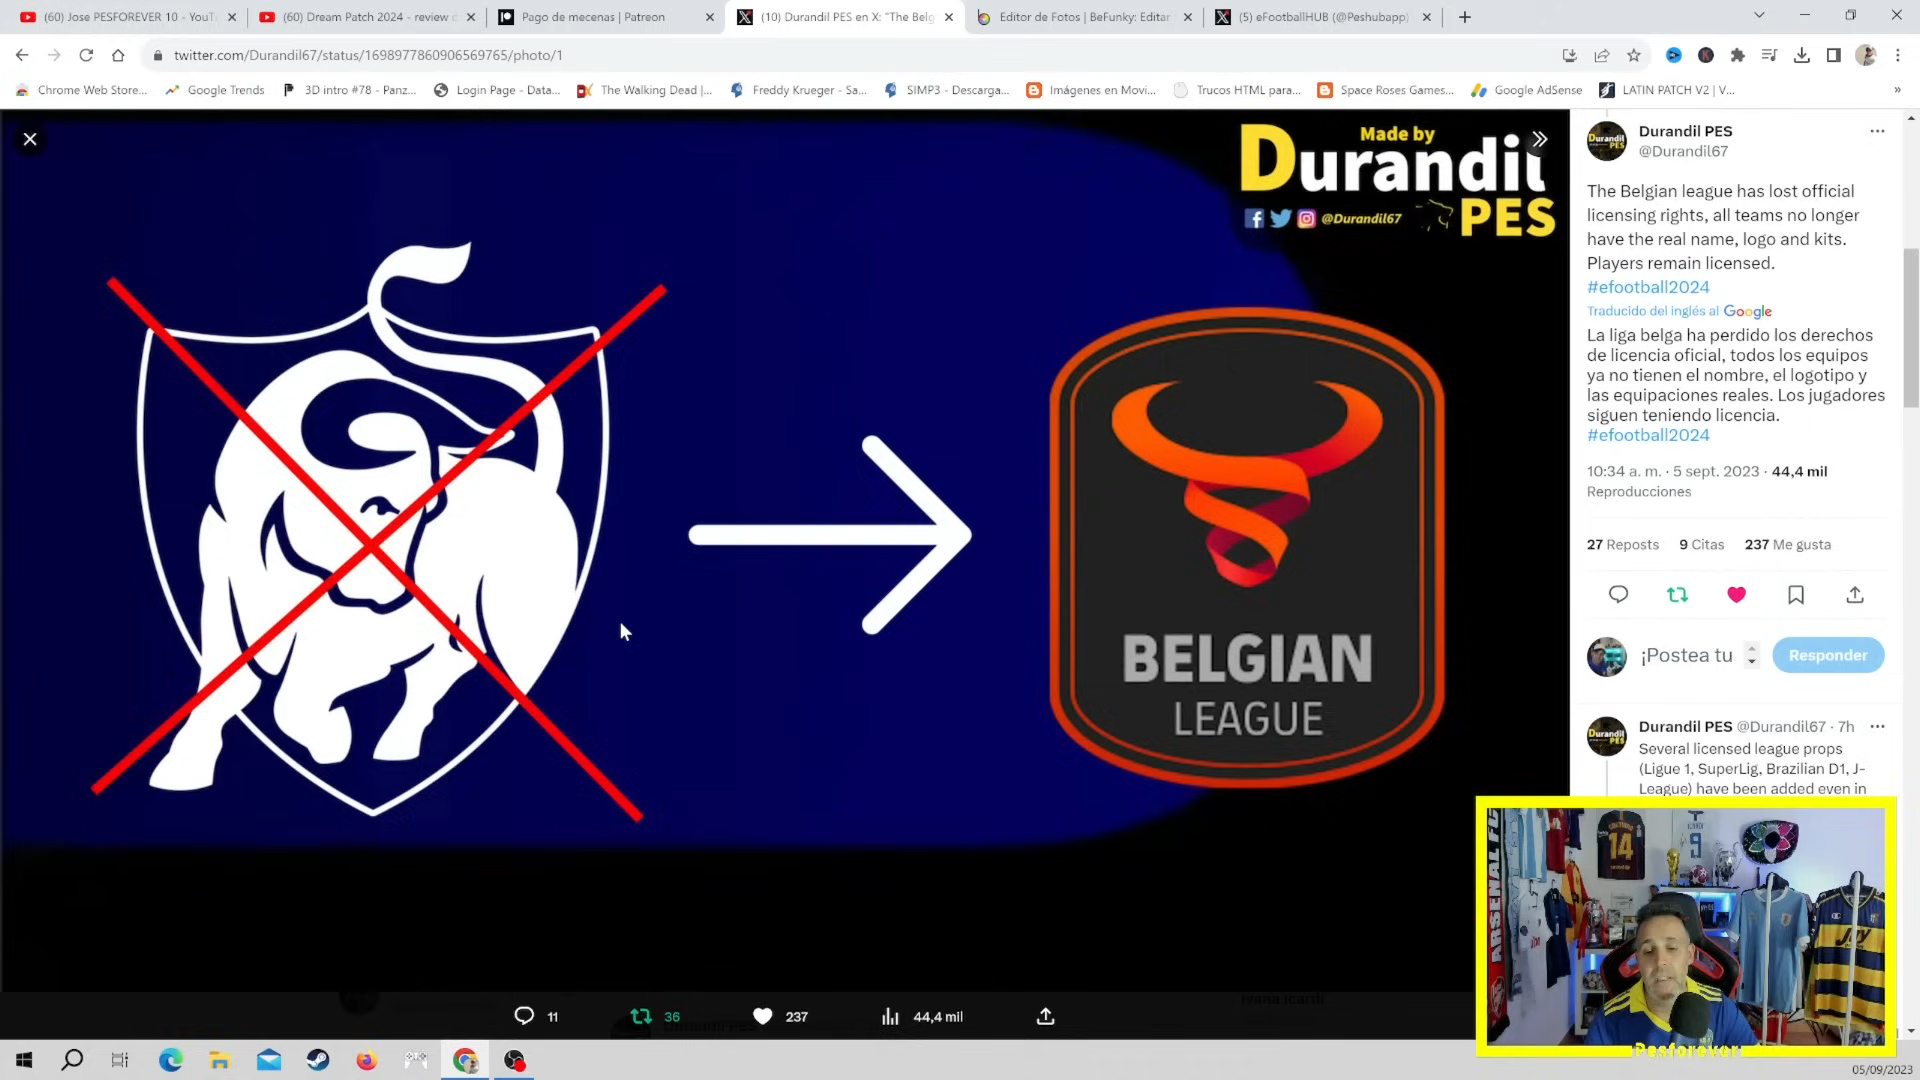 (60) Jose PESFOREVER 10 - YouT
(60) Dream Patch 2024 - review d
Pago de mecenas | Patreon
(10) Durandil PES en X: "The Belg
Editor de Fotos | BeFunky: Editar
(5) eFootballHUB (@Peshubapp)
twitter.com/Durandil67/status/1698977860906569765/photo/1
Chrome Web Store...
Google Trends
3D intro #78 - Panz...
Login Page - Data...
The Walking Dead |...
Freddy Krueger - Sa...
SIMP3 - Descarga...
Imágenes en Movi...
Trucos HTML para...
Space Roses Games...
Google AdSense
LATIN PATCH V2 | V...
Made by
Durandil
PES
@Durandil67
BELGIAN
LEAGUE
Durandil PES
@Durandil67
The Belgian league has lost official
licensing rights, all teams no longer
have the real name, logo and kits.
Players remain licensed.
#efootball2024
Traducido del inglés al Google
La liga belga ha perdido los derechos
de licencia oficial, todos los equipos
ya no tienen el nombre, el logotipo y
las equipaciones reales. Los jugadores
siguen teniendo licencia.
#efootball2024
10:34 a. m. · 5 sept. 2023 · 44,4 mil
Reproducciones
27 Reposts 9 Citas 237 Me gusta
¡Postea tu
Responder
Durandil PES @Durandil67 · 7h
Several licensed league props
(Ligue 1, SuperLig, Brazilian D1, J-
League) have been added even in
11
36
237
44,4 mil
ARSENAL FC
14
9
Pesforever
05/09/2023